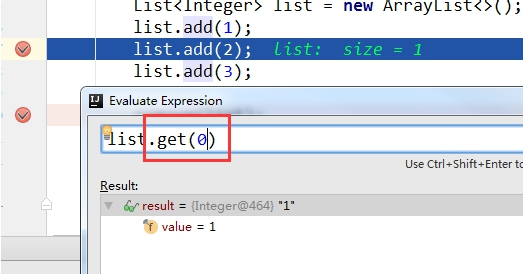 List<Integer> list = new ArrayList<>();
list.add(1);
list.add(2);  list:  size = 1
list.add(3);
Evaluate Expression
list.get(0)
Use Ctrl+Shift+Enter to
Result:
result = {Integer@464} "1"
f value = 1